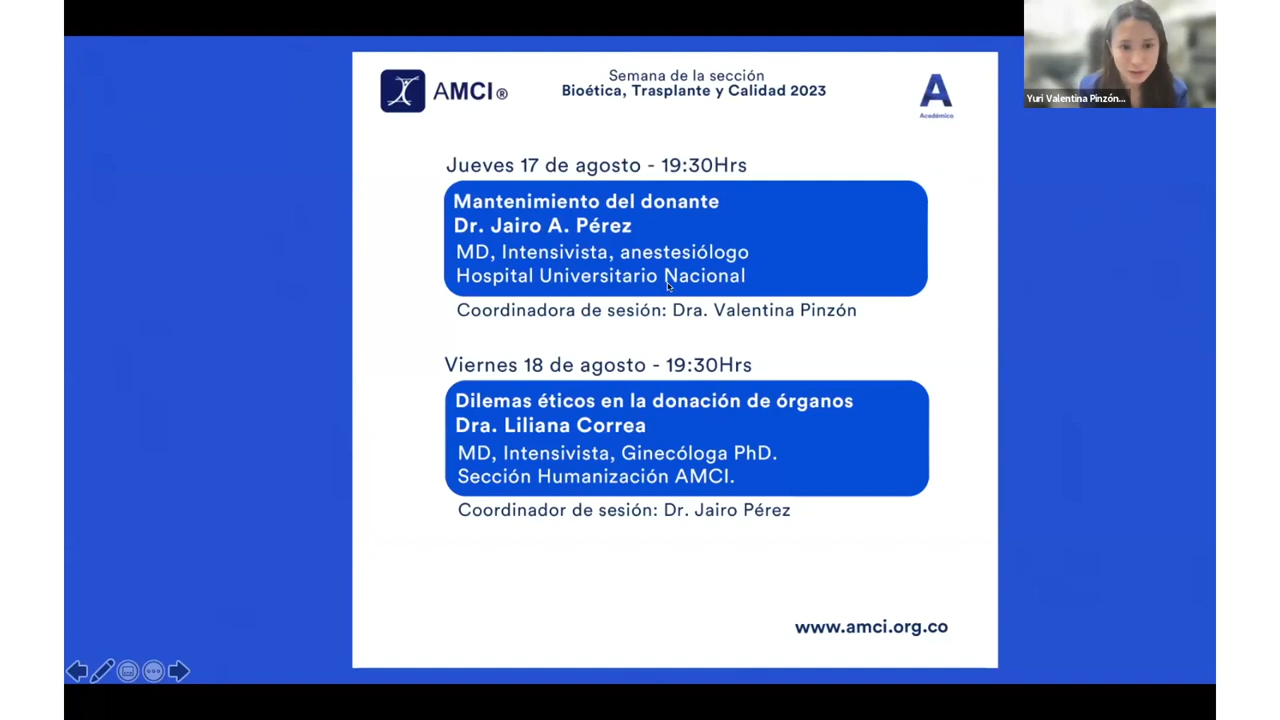 Yuri Valentina Pinzón...
AMCI®
Semana de la sección
Bioética, Trasplante y Calidad 2023
A
Académico
Jueves 17 de agosto - 19:30Hrs
Mantenimiento del donante
Dr. Jairo A. Pérez
MD, Intensivista, anestesiólogo
Hospital Universitario Nacional
Coordinadora de sesión: Dra. Valentina Pinzón
Viernes 18 de agosto - 19:30Hrs
Dilemas éticos en la donación de órganos
Dra. Liliana Correa
MD, Intensivista, Ginecóloga PhD.
Sección Humanización AMCI.
Coordinador de sesión: Dr. Jairo Pérez
www.amci.org.co